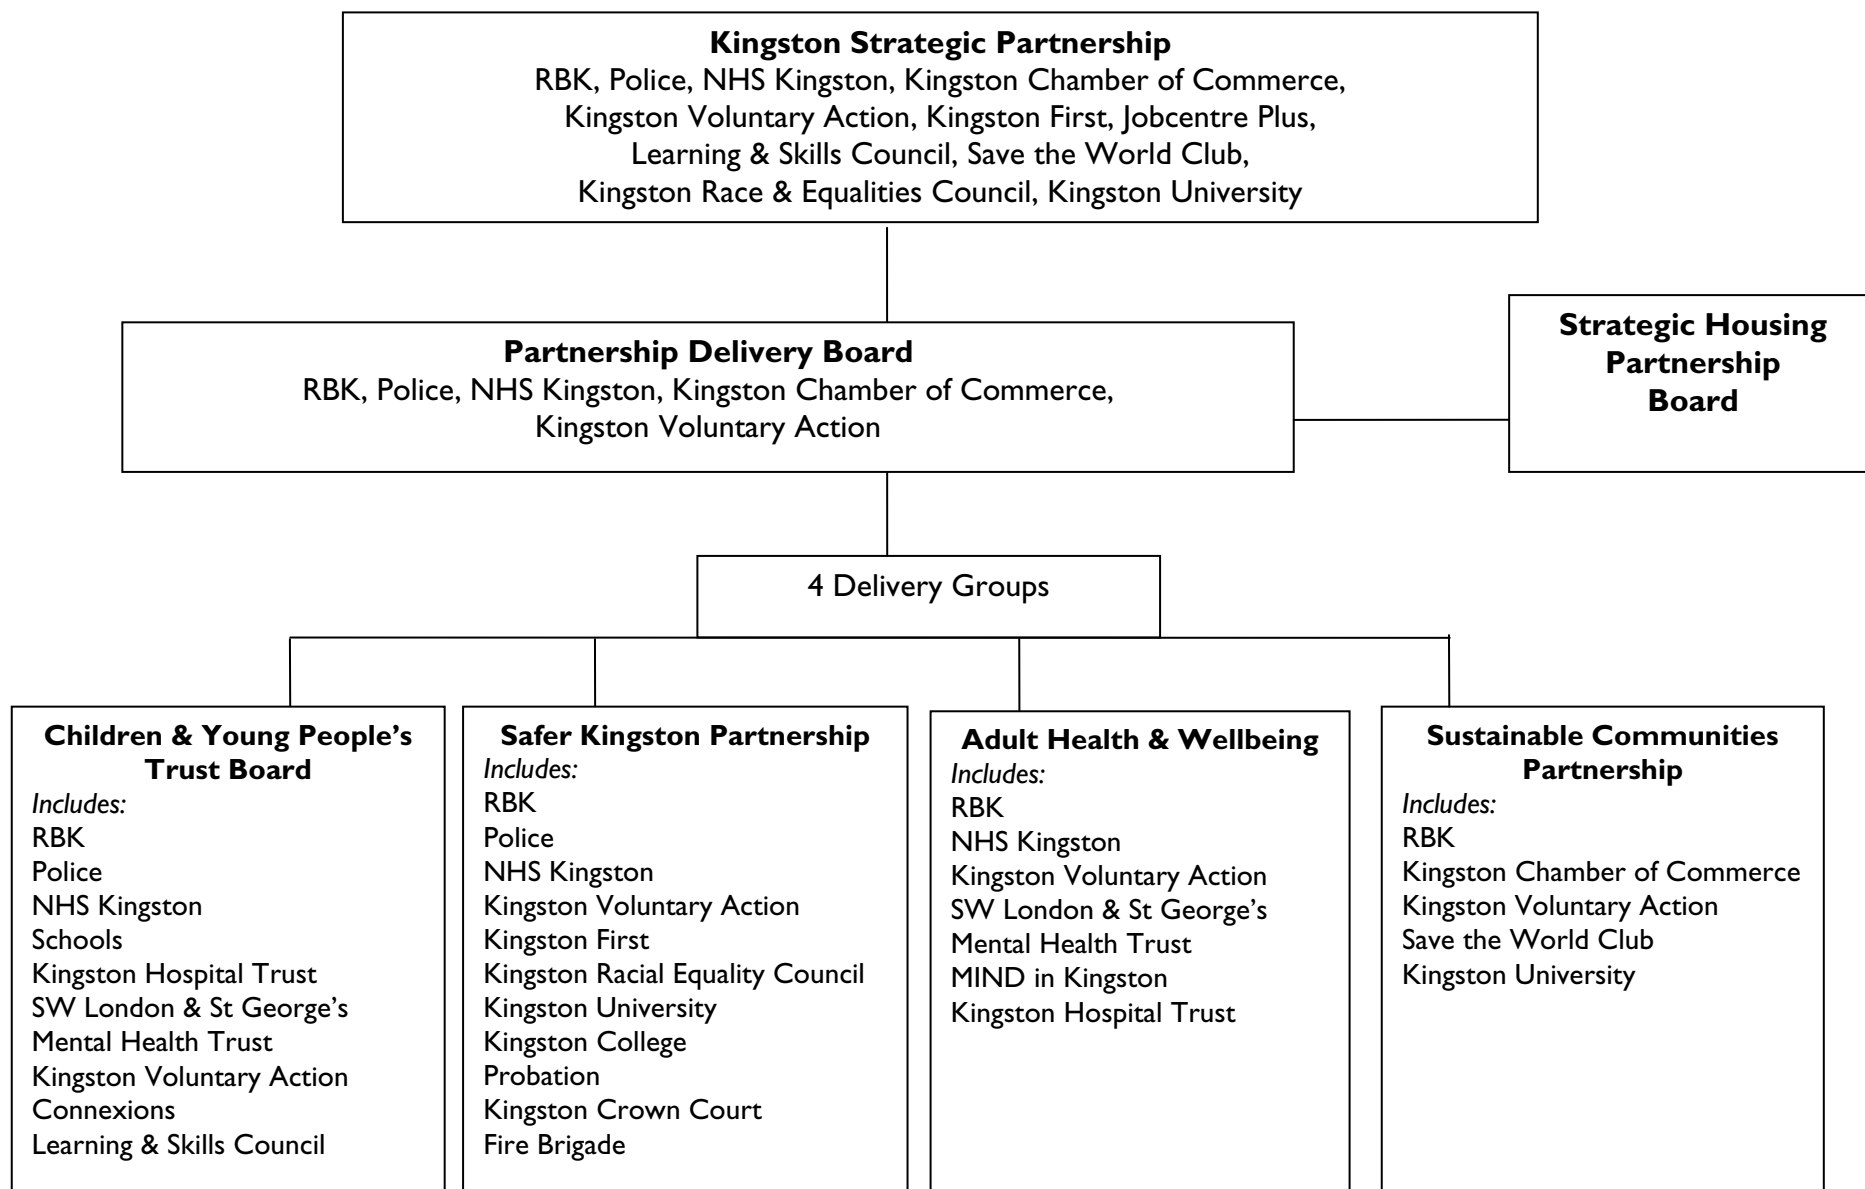 Kingston Strategic Partnership
RBK, Police, NHS Kingston, Kingston Chamber of Commerce,
Kingston Voluntary Action, Kingston First, Jobcentre Plus,
Learning & Skills Council, Save the World Club,
Kingston Race & Equalities Council, Kingston University
Partnership Delivery Board
RBK, Police, NHS Kingston, Kingston Chamber of Commerce,
Kingston Voluntary Action
Strategic Housing
Partnership
Board
4 Delivery Groups
Children & Young People’s
Trust Board
Includes:
RBK
Police
NHS Kingston
Schools
Kingston Hospital Trust
SW London & St George’s
Mental Health Trust
Kingston Voluntary Action
Connexions
Learning & Skills Council
Safer Kingston Partnership
Includes:
RBK
Police
NHS Kingston
Kingston Voluntary Action
Kingston First
Kingston Racial Equality Council
Kingston University
Kingston College
Probation
Kingston Crown Court
Fire Brigade
Adult Health & Wellbeing
Includes:
RBK
NHS Kingston
Kingston Voluntary Action
SW London & St George’s
Mental Health Trust
MIND in Kingston
Kingston Hospital Trust
Sustainable Communities
Partnership
Includes:
RBK
Kingston Chamber of Commerce
Kingston Voluntary Action
Save the World Club
Kingston University